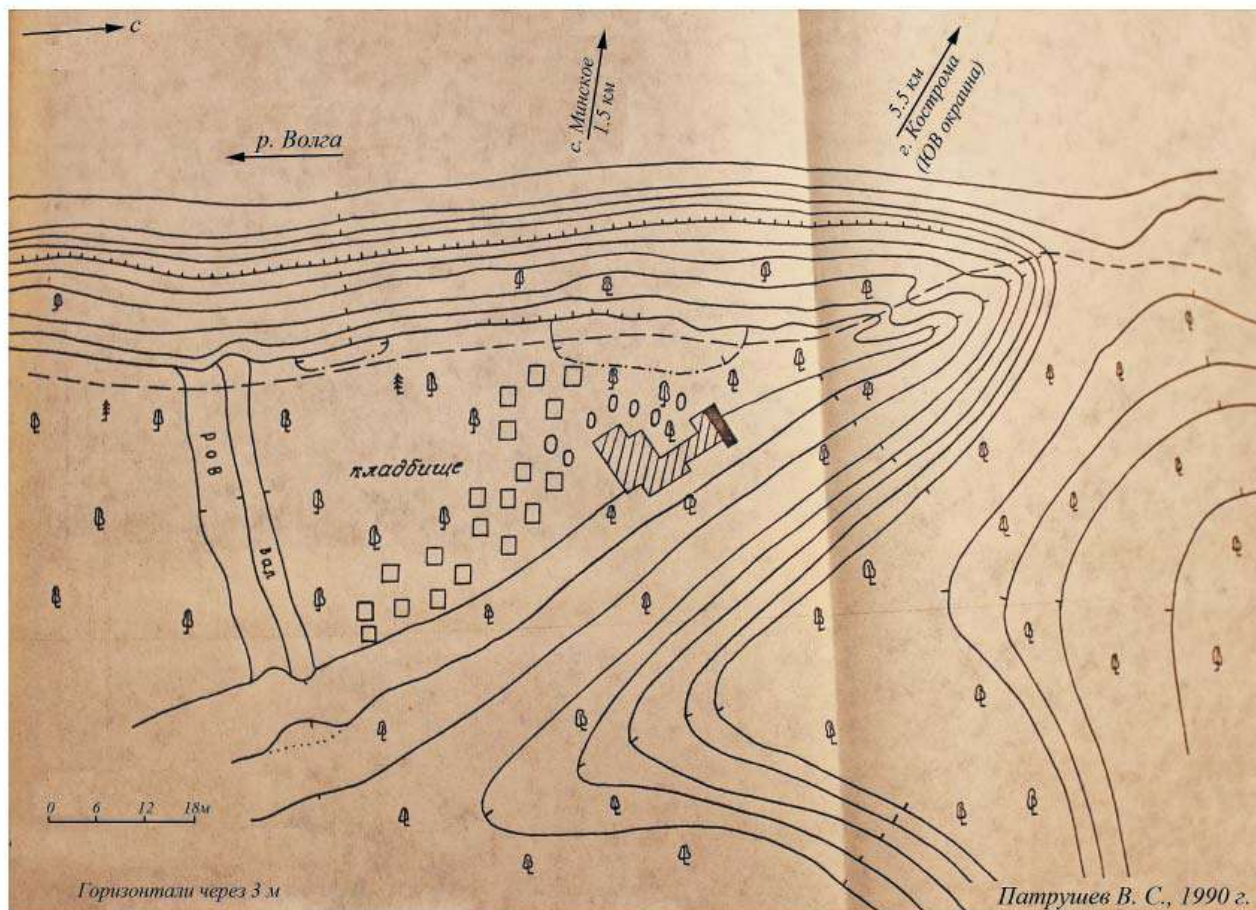 с
с. Минское
1.5 км
5.5 км
г. Кострома
(ЮВ окраина)
р. Волга
ров
кладбище
вал
0 6 12 18м
Горизонтали через 3 м
Патрушев В. С., 1990 г.